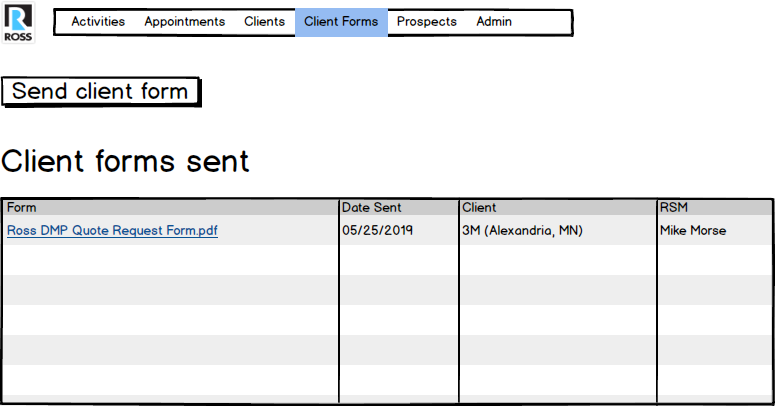 ROSS
Activities Appointments Clients Client Forms Prospects Admin
Send client form
Client forms sent
Form Date Sent Client RSM
Ross DMP Quote Request Form.pdf 05/25/2019 3M (Alexandria, MN) Mike Morse